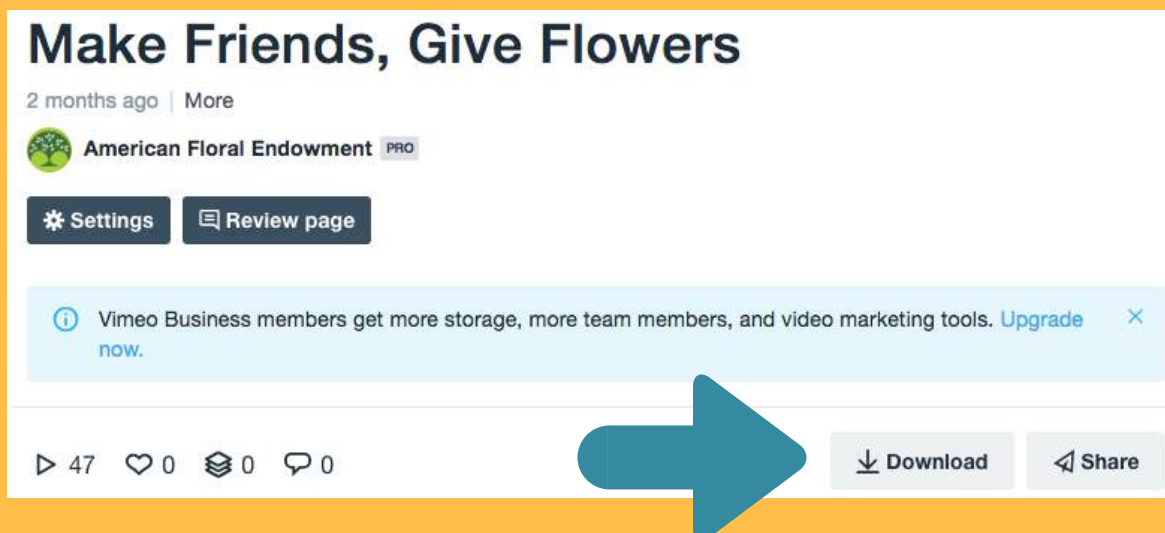 Make Friends, Give Flowers
2 months ago | More
American Floral Endowment PRO
Settings Review page
Vimeo Business members get more storage, more team members, and video marketing tools. Upgrade
now.
47 0 0 0 Download Share